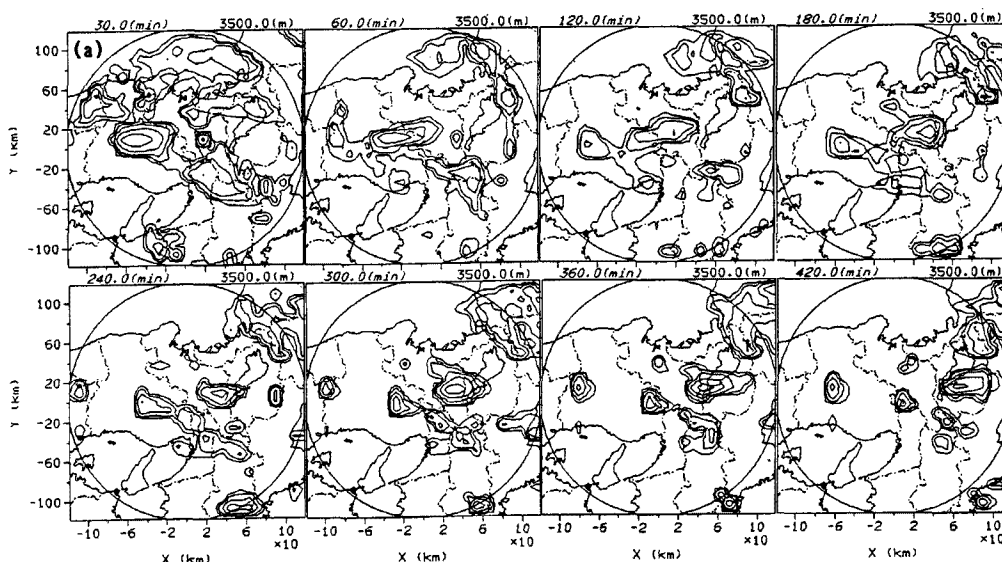 30.0(min) 3500.0(m) 60.0(min) 3500.0(m) 120.0(min) 3500.0(m) 180.0(min) 3500.0(m)
(a)
100
60
20
-20
-60
-100
Y (km)
240.0(min) 3500.0(m) 300.0(min) 3500.0(m) 360.0(min) 3500.0(m) 420.0(min) 3500.0(m)
100
60
20
-20
-60
-100
Y (km)
-10 -6 -2 2 6 10 -10 -6 -2 2 6 10 -10 -6 -2 2 6 10 -10 -6 -2 2 6 10
×10 ×10 ×10 ×10
X (km) X (km) X (km) X (km)